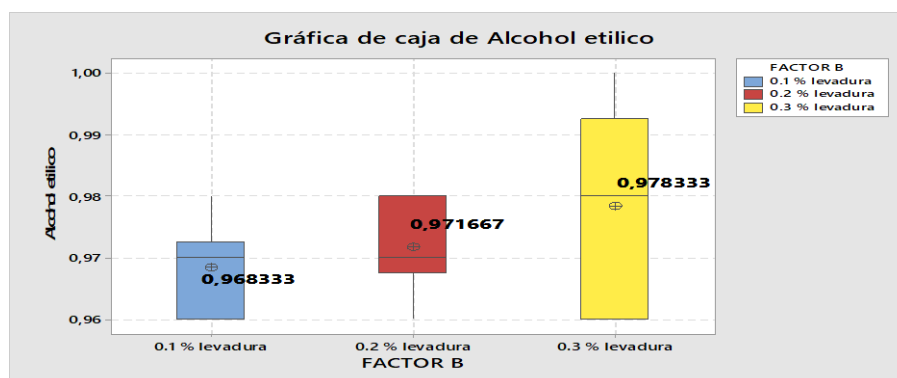 Gráfica de caja de Alcohol etilico
FACTOR B
0.1 % levadura
0.2 % levadura
0.3 % levadura
Alcohol etilico
1,00
0,99
0,98
0,97
0,96
0,968333
0,971667
0,978333
0.1 % levadura
0.2 % levadura
0.3 % levadura
FACTOR B